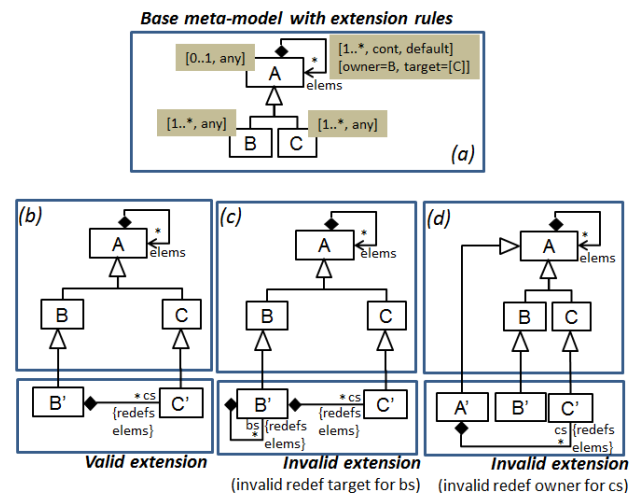 Base meta-model with extension rules
[0..1, any]
A
*
elems
[1..*, cont, default]
[owner=B, target=[C]]
[1..*, any]
B
C
[1..*, any]
(a)
(b)
A
*
elems
B
C
B'
* cs
{redefs
elems}
C'
Valid extension
(c)
A
*
elems
B
C
B'
bs
*
{redefs
elems}
* cs
{redefs
elems}
C'
Invalid extension
(invalid redef target for bs)
(d)
A
*
elems
B
C
A'
B'
C'
cs
*
{redefs
elems}
Invalid extension
(invalid redef owner for cs)